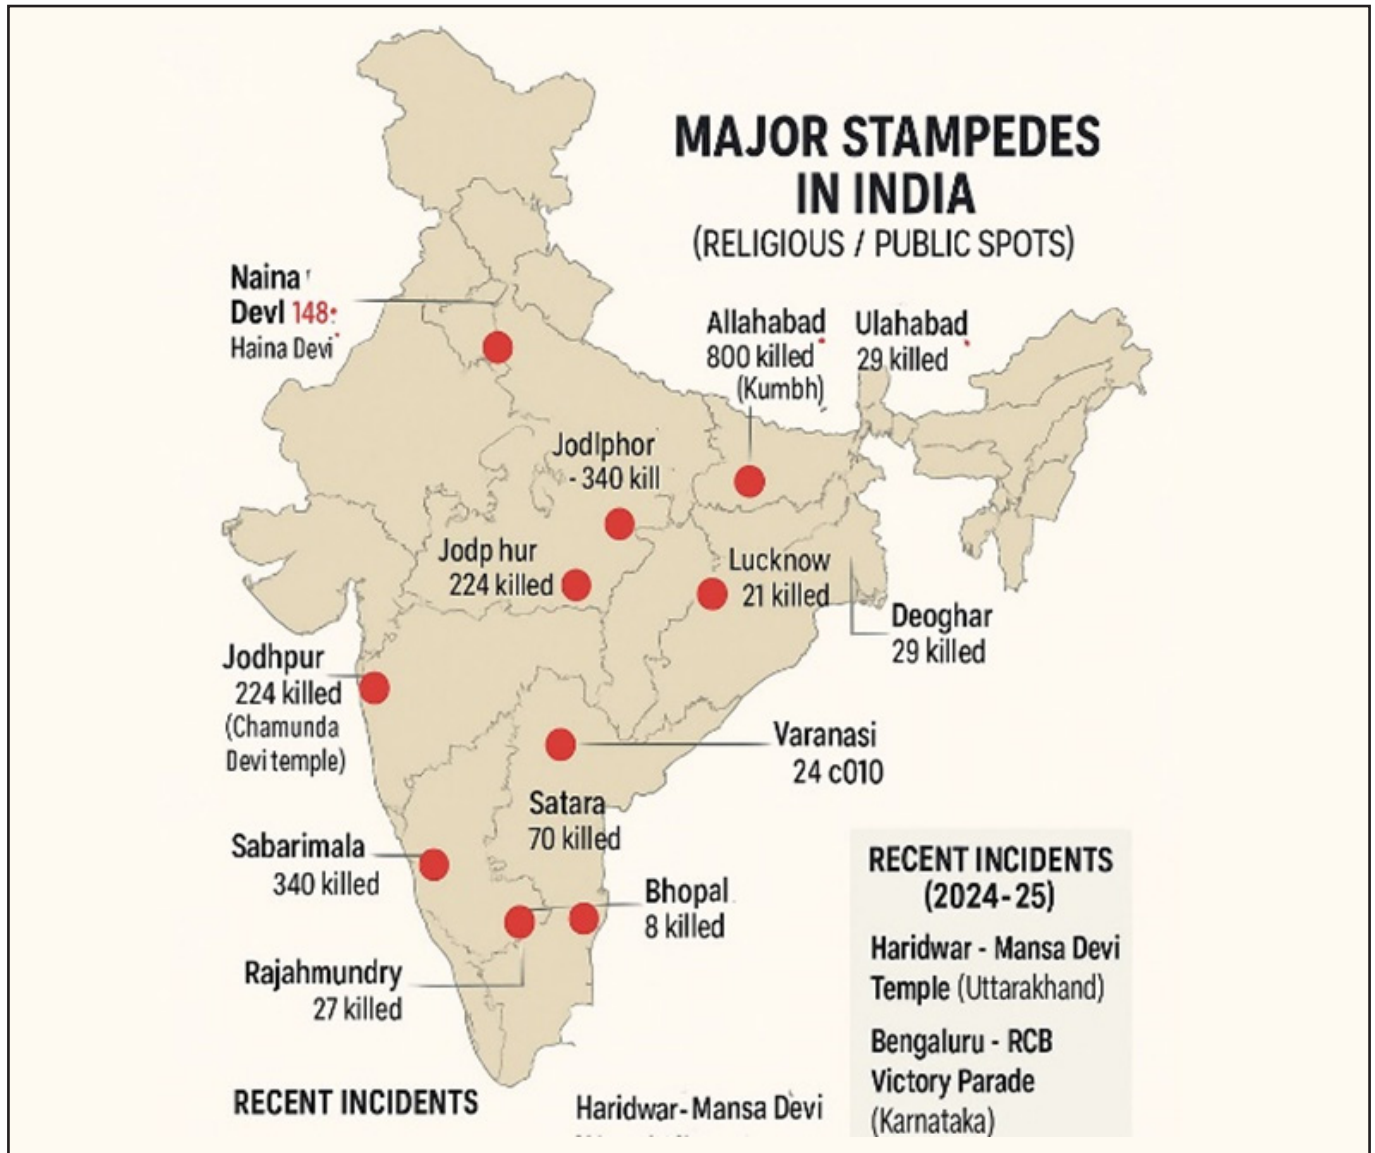 MAJOR STAMPEDES
IN INDIA
(RELIGIOUS / PUBLIC SPOTS)
Naina
Devl 148:
Haina Devi
Allahabad
800 killed
(Kumbh)
Ulahabad
29 killed
Jodlphor
- 340 kill
Jodp hur
224 killed
Lucknow
21 killed
Deoghar
29 killed
Jodhpur
224 killed
(Chamunda
Devi temple)
Varanasi
24 c010
Satara
70 killed
Sabarimala
340 killed
Bhopal
8 killed
Rajahmundry
27 killed
RECENT INCIDENTS
(2024-25)
Haridwar - Mansa Devi
Temple (Uttarakhand)
Bengaluru - RCB
Victory Parade
(Karnataka)
RECENT INCIDENTS
Haridwar-Mansa Devi